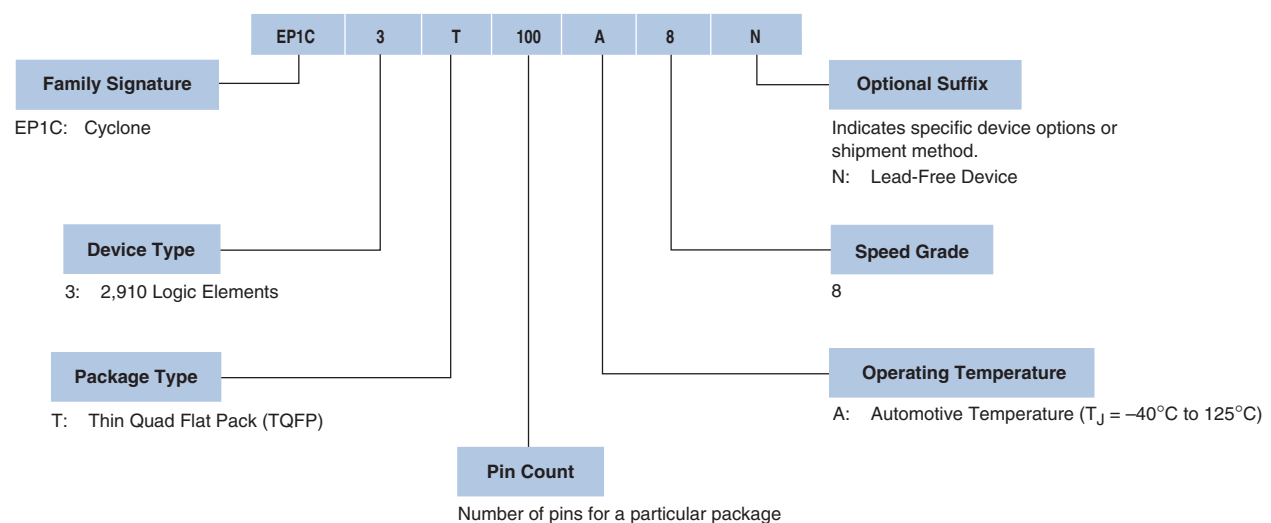 EP1C 3 T 100 A 8 N
Family Signature
EP1C: Cyclone
Optional Suffix
Indicates specific device options or
shipment method.
N: Lead-Free Device
Device Type
3: 2,910 Logic Elements
Speed Grade
8
Package Type
T: Thin Quad Flat Pack (TQFP)
Operating Temperature
A: Automotive Temperature (TJ = –40°C to 125°C)
Pin Count
Number of pins for a particular package